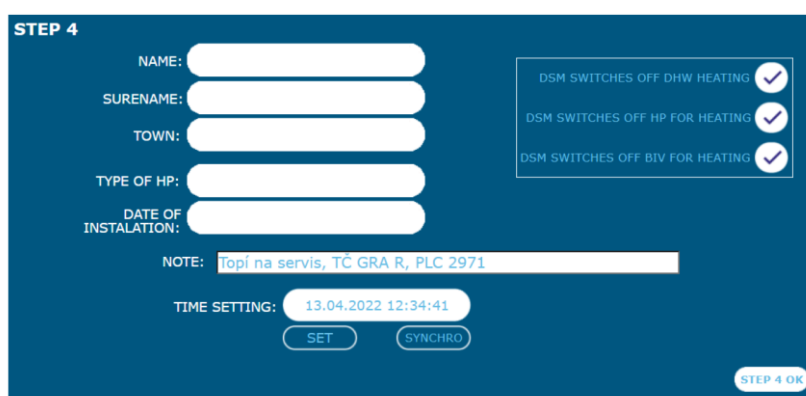 STEP 4
NAME:
SURENAME:
TOWN:
TYPE OF HP:
DATE OF
INSTALATION:
DSM SWITCHES OFF DHW HEATING
DSM SWITCHES OFF HP FOR HEATING
DSM SWITCHES OFF BIV FOR HEATING
NOTE: Topí na servis, TČ GRA R, PLC 2971
TIME SETTING: 13.04.2022 12:34:41
SET SYNCHRO
STEP 4 OK